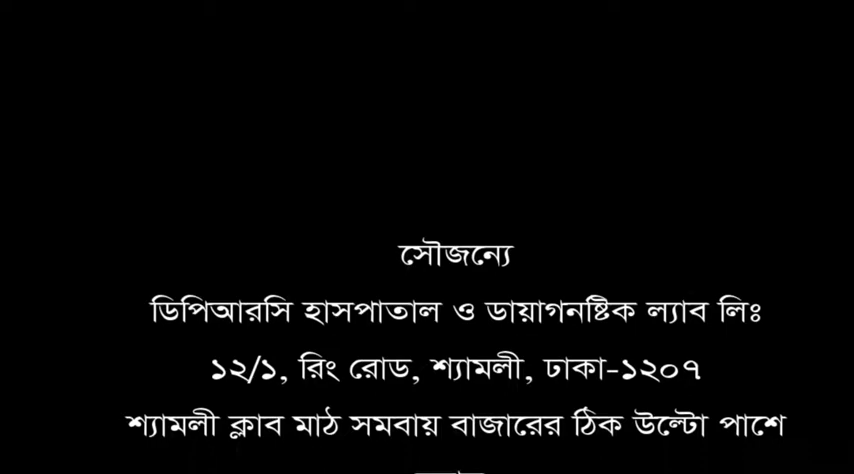 সৌজন্যে
ডিপিআরসি হাসপাতাল ও ডায়াগনষ্টিক ল্যাব লিঃ
১২/১, রিং রোড, শ্যামলী, ঢাকা-১২০৭
শ্যামলী ক্লাব মাঠ সমবায় বাজারের ঠিক উল্টো পাশে